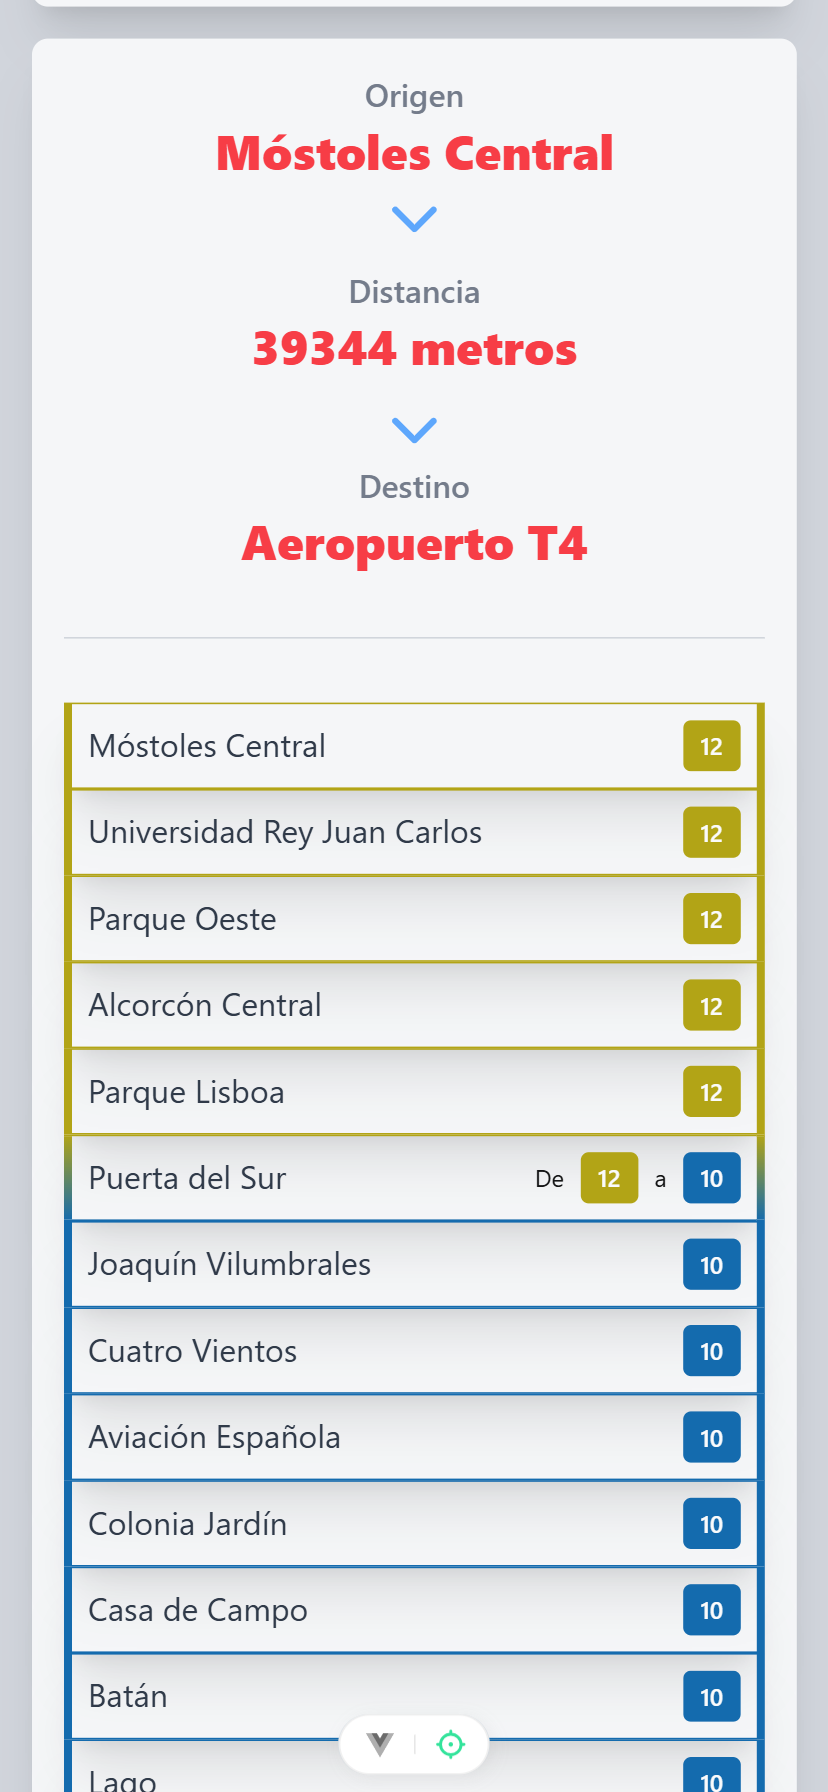 Origen
Móstoles Central
Distancia
39344 metros
Destino
Aeropuerto T4
Móstoles Central 12
Universidad Rey Juan Carlos 12
Parque Oeste 12
Alcorcón Central 12
Parque Lisboa 12
Puerta del Sur De 12 a 10
Joaquín Vilumbrales 10
Cuatro Vientos 10
Aviación Española 10
Colonia Jardín 10
Casa de Campo 10
Batán 10
Lago 10